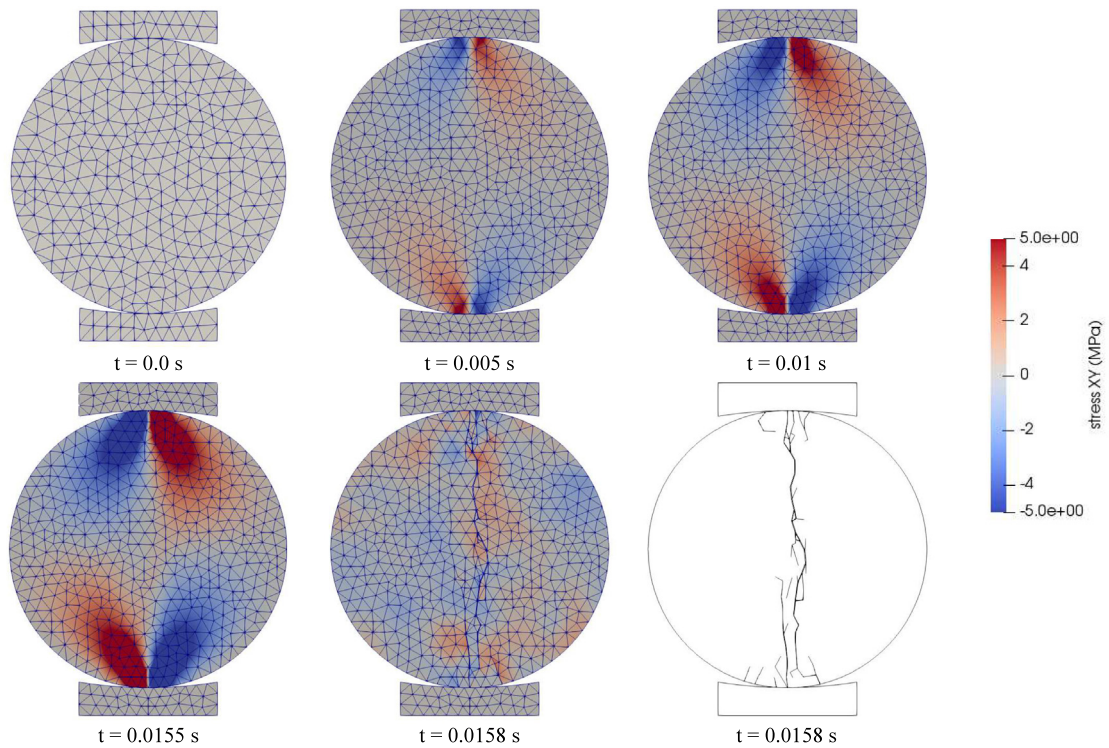 t = 0.0 s
t = 0.005 s
t = 0.01 s
5.0e+00
4
2
0
-2
-4
-5.0e+00
stress XY (MPa)
t = 0.0155 s
t = 0.0158 s
t = 0.0158 s